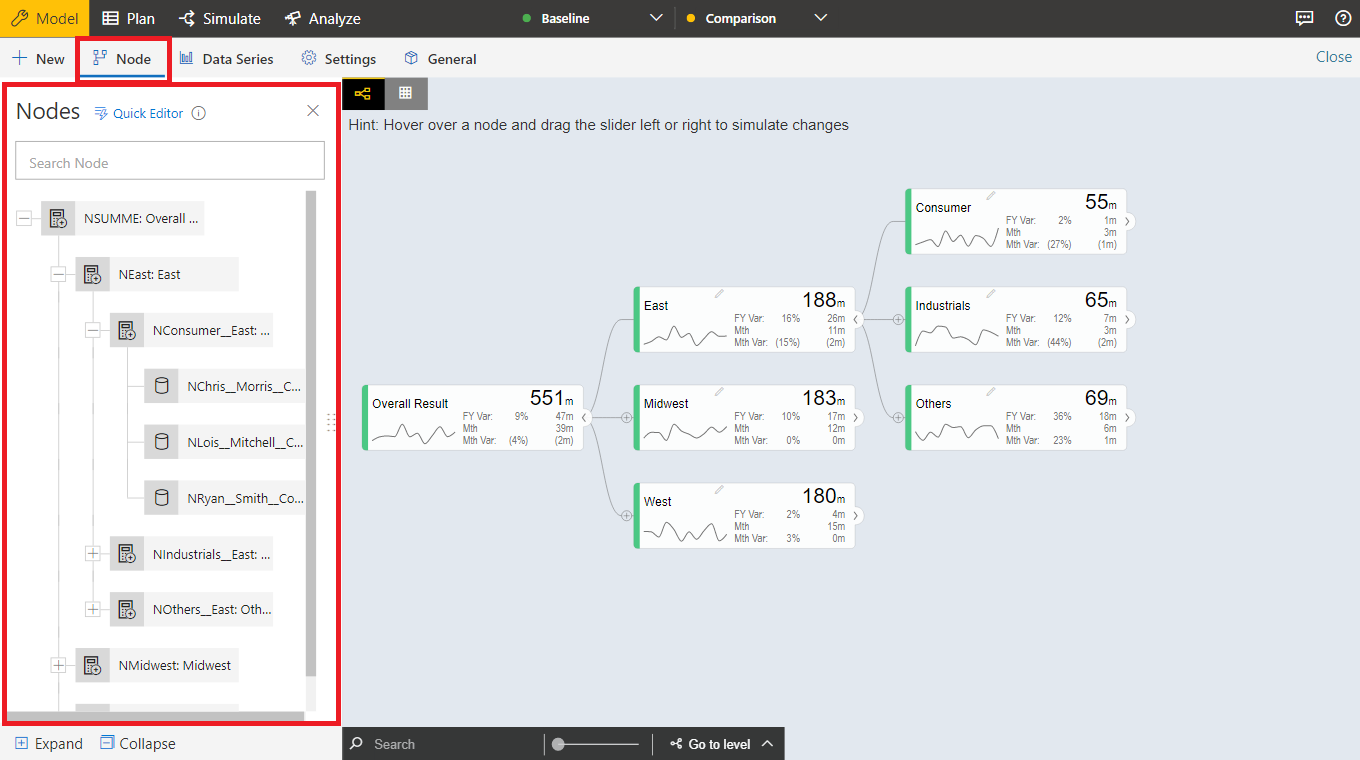 Model Plan Simulate Analyze Baseline Comparison
New Node Data Series Settings General Close
Nodes Quick Editor
Search Node
NSUMME: Overall ...
NEast: East
NConsumer__East: ...
NChris__Morris__C...
NLois__Mitchell__C...
NRyan__Smith__Co...
NIndustrials__East: ...
NOthers__East: Oth...
NMidwest: Midwest
Expand Collapse
Hint: Hover over a node and drag the slider left or right to simulate changes
Overall Result 551m
FY Var: 9% 47m
Mth 39m
Mth Var: (4%) (2m)
East 188m
FY Var: 16% 26m
Mth 11m
Mth Var: (15%) (2m)
Midwest 183m
FY Var: 10% 17m
Mth 12m
Mth Var: 0% 0m
West 180m
FY Var: 2% 4m
Mth 15m
Mth Var: 3% 0m
Consumer 55m
FY Var: 2% 1m
Mth 3m
Mth Var: (27%) (1m)
Industrials 65m
FY Var: 12% 7m
Mth 3m
Mth Var: (44%) (2m)
Others 69m
FY Var: 36% 18m
Mth 6m
Mth Var: 23% 1m
Search Go to level